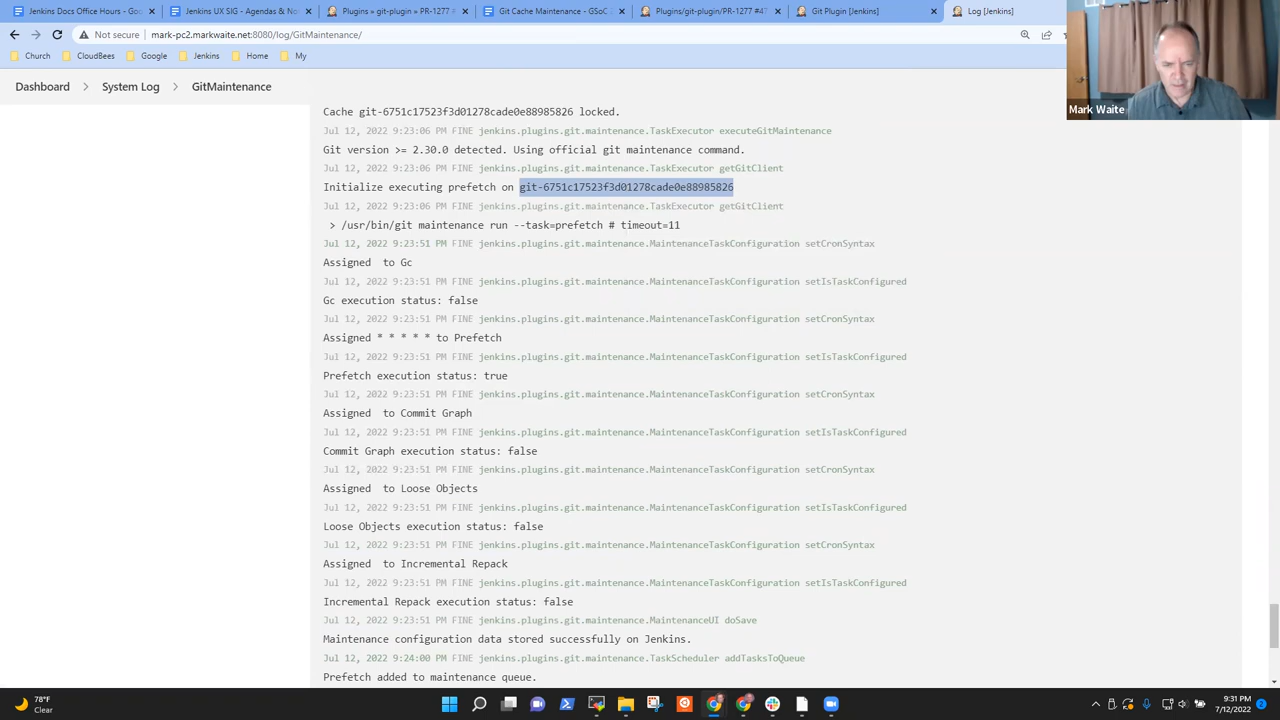 Jenkins Docs Office Hours - Goo
Jenkins UX SIG - Agendas & No
Plugins » git-plugin » PR-1277 #
Git Cache Maintenance - GSoC
Plugins/git-plugin/PR-1277 #47
Git Plugin [Jenkins]
Log [Jenkins]
Not secure | mark-pc2.markwaite.net:8080/log/GitMaintenance/
Church CloudBees Google Jenkins Home My
Mark Waite
Dashboard > System Log > GitMaintenance
Cache git-6751c17523f3d01278cade0e88985826 locked.
Jul 12, 2022 9:23:06 PM FINE jenkins.plugins.git.maintenance.TaskExecutor executeGitMaintenance
Git version >= 2.30.0 detected. Using official git maintenance command.
Jul 12, 2022 9:23:06 PM FINE jenkins.plugins.git.maintenance.TaskExecutor getGitClient
Initialize executing prefetch on git-6751c17523f3d01278cade0e88985826
Jul 12, 2022 9:23:06 PM FINE jenkins.plugins.git.maintenance.TaskExecutor getGitClient
> /usr/bin/git maintenance run --task=prefetch # timeout=11
Jul 12, 2022 9:23:51 PM FINE jenkins.plugins.git.maintenance.MaintenanceTaskConfiguration setCronSyntax
Assigned  to Gc
Jul 12, 2022 9:23:51 PM FINE jenkins.plugins.git.maintenance.MaintenanceTaskConfiguration setIsTaskConfigured
Gc execution status: false
Jul 12, 2022 9:23:51 PM FINE jenkins.plugins.git.maintenance.MaintenanceTaskConfiguration setCronSyntax
Assigned * * * * * to Prefetch
Jul 12, 2022 9:23:51 PM FINE jenkins.plugins.git.maintenance.MaintenanceTaskConfiguration setIsTaskConfigured
Prefetch execution status: true
Jul 12, 2022 9:23:51 PM FINE jenkins.plugins.git.maintenance.MaintenanceTaskConfiguration setCronSyntax
Assigned  to Commit Graph
Jul 12, 2022 9:23:51 PM FINE jenkins.plugins.git.maintenance.MaintenanceTaskConfiguration setIsTaskConfigured
Commit Graph execution status: false
Jul 12, 2022 9:23:51 PM FINE jenkins.plugins.git.maintenance.MaintenanceTaskConfiguration setCronSyntax
Assigned  to Loose Objects
Jul 12, 2022 9:23:51 PM FINE jenkins.plugins.git.maintenance.MaintenanceTaskConfiguration setIsTaskConfigured
Loose Objects execution status: false
Jul 12, 2022 9:23:51 PM FINE jenkins.plugins.git.maintenance.MaintenanceTaskConfiguration setCronSyntax
Assigned  to Incremental Repack
Jul 12, 2022 9:23:51 PM FINE jenkins.plugins.git.maintenance.MaintenanceTaskConfiguration setIsTaskConfigured
Incremental Repack execution status: false
Jul 12, 2022 9:23:51 PM FINE jenkins.plugins.git.maintenance.MaintenanceUI doSave
Maintenance configuration data stored successfully on Jenkins.
Jul 12, 2022 9:24:00 PM FINE jenkins.plugins.git.maintenance.TaskScheduler addTasksToQueue
Prefetch added to maintenance queue.
78°F
Clear
9:31 PM
7/12/2022